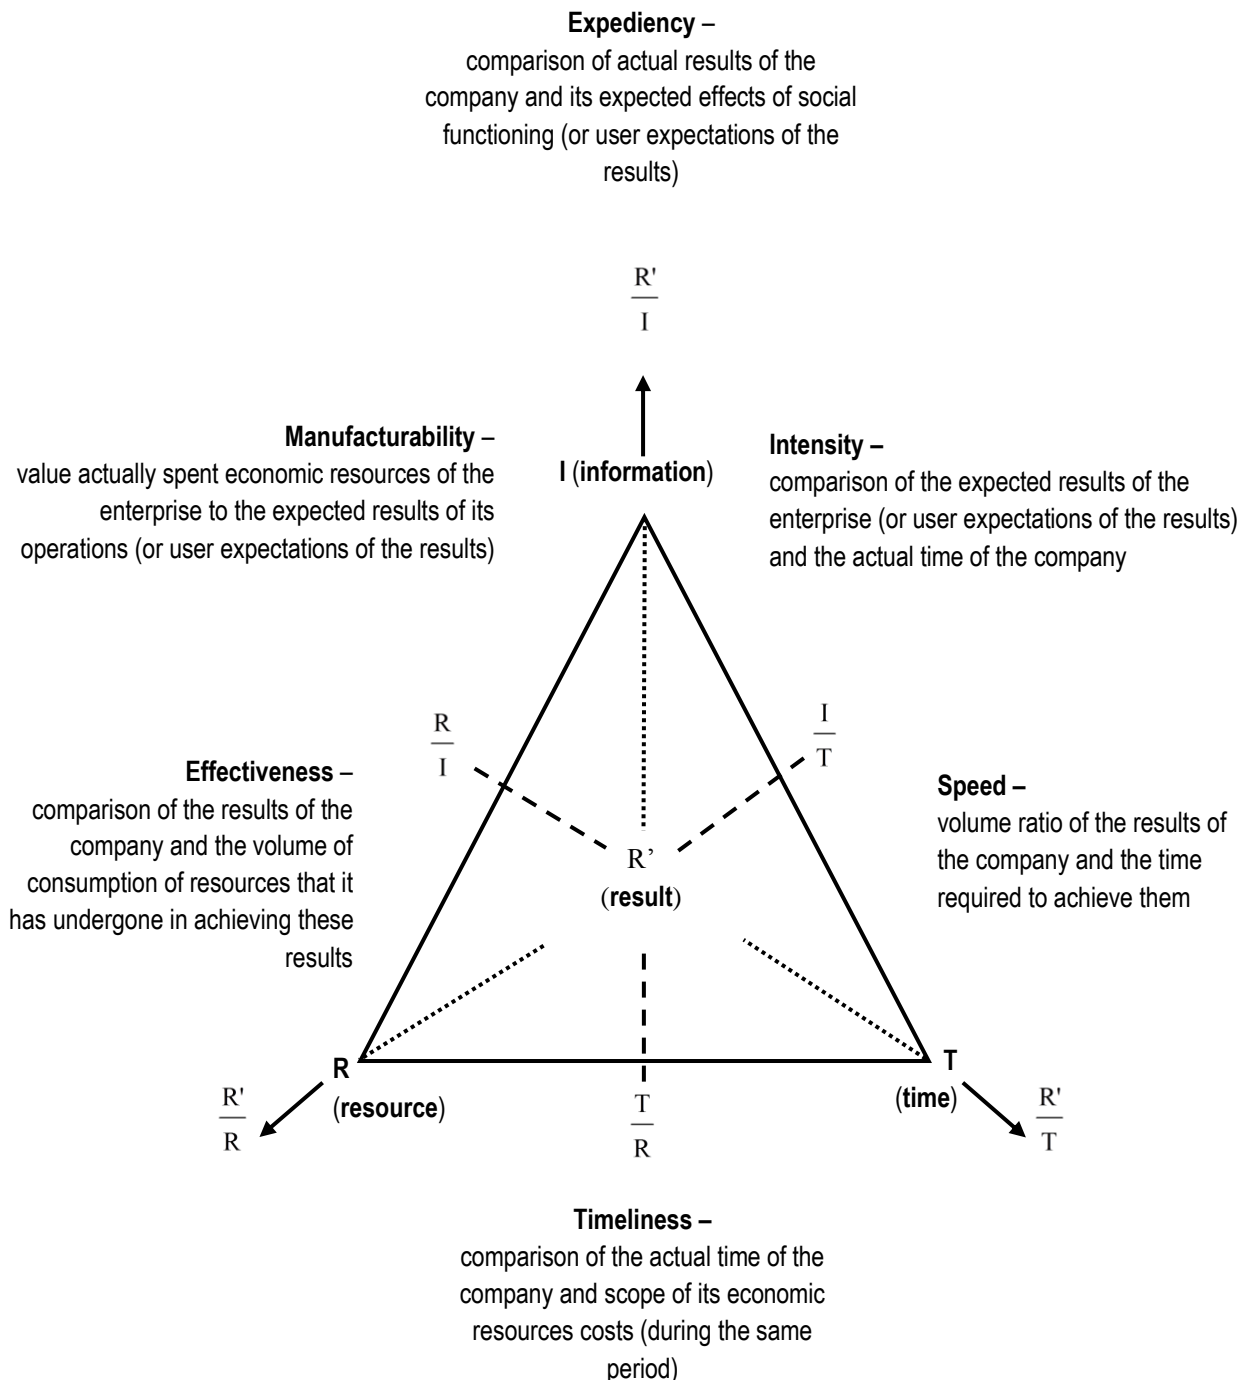 Expediency –
comparison of actual results of the
company and its expected effects of social
functioning (or user expectations of the
results)
R'
I
Manufacturability –
value actually spent economic resources of the
enterprise to the expected results of its
operations (or user expectations of the results)
I (information)
Intensity –
comparison of the expected results of the
enterprise (or user expectations of the results)
and the actual time of the company
R
I
I
T
Effectiveness –
comparison of the results of the
company and the volume of
consumption of resources that it
has undergone in achieving these
results
R’
(result)
Speed –
volume ratio of the results of
the company and the time
required to achieve them
R
(resource)
T
(time)
R'
R
T
R
R'
T
Timeliness –
comparison of the actual time of the
company and scope of its economic
resources costs (during the same
period)